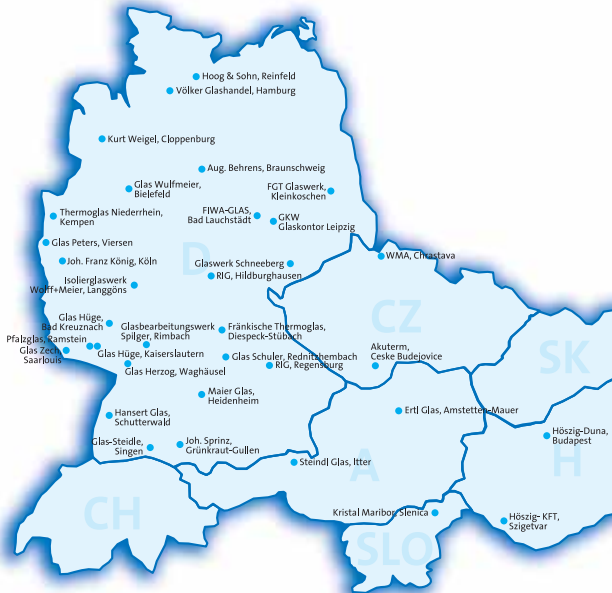 Hoog & Sohn, Reinfeld
Völker Glashandel, Hamburg
Kurt Weigel, Cloppenburg
Aug. Behrens, Braunschweig
Glas Wulfmeier,
Bielefeld
FGT Glaswerk,
Kleinkoschen
Thermoglas Niederrhein,
Kempen
FIWA-GLAS,
Bad Lauchstädt
GKW
Glaskontor Leipzig
Glas Peters, Viersen
WMA, Chrastava
Joh. Franz König, Köln
D
Glaswerk Schneeberg
RIG, Hildburghausen
Isolierglaswerk
Wolff+Meier, Langgöns
CZ
Glas Hüge,
Bad Kreuznach
Glasbearbeitungswerk
Spilger, Rimbach
Fränkische Thermoglas,
Diespeck-Stübach
Pfalzglas, Ramstein
Glas Zech,
Saarlouis
Glas Hüge, Kaiserslautern
Glas Schuler, Rednitzhembach
RIG, Regensburg
Akuterm,
Ceske Budejovice
SK
Glas Herzog, Waghäusel
Maier Glas,
Heidenheim
Hansert Glas,
Schutterwald
Ertl Glas, Amstetten-Mauer
Glas-Steidle,
Singen
Joh. Sprinz,
Grünkraut-Gullen
Höszig-Duna,
Budapest
Steindl Glas, Itter
A
H
CH
Kristal Maribor, Slenica
Höszig- KFT,
Szigetvar
SLO